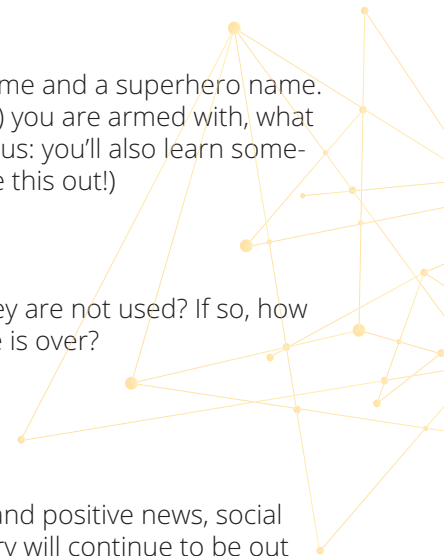 me and a superhero name.
) you are armed with, what
us: you'll also learn some-
e this out!)
ey are not used? If so, how
e is over?
and positive news, social
ry will continue to be out